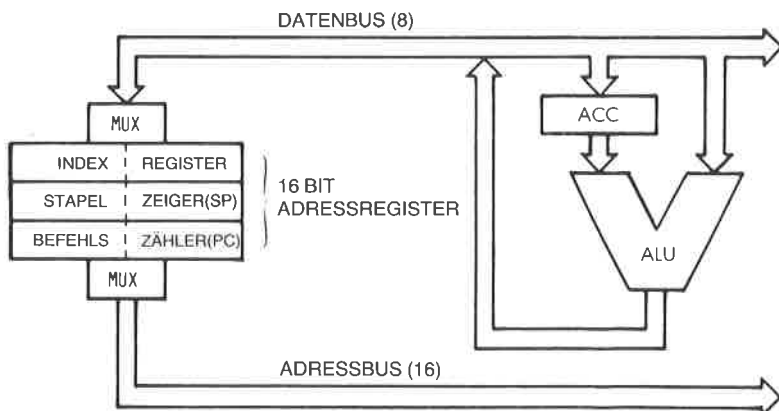 DATENBUS (8)
MUX
INDEX REGISTER
STAPEL ZEIGER(SP)
BEFEHLS ZÄHLER(PC)
MUX
16 BIT
ADRESSREGISTER
ACC
ALU
ADRESSBUS (16)